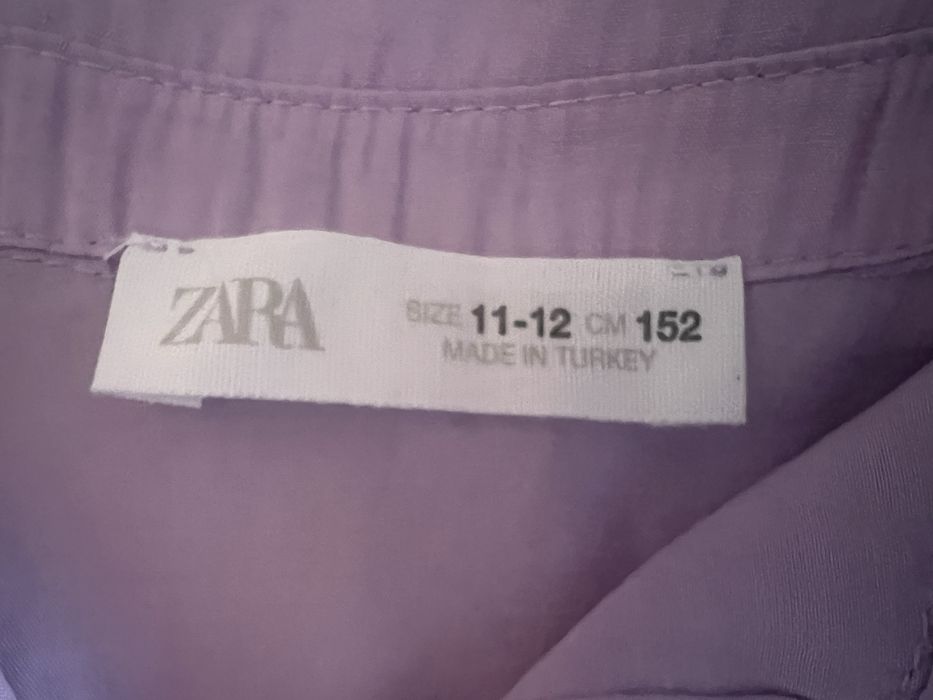 ZARA
SIZE 11-12 CM 152
MADE IN TURKEY